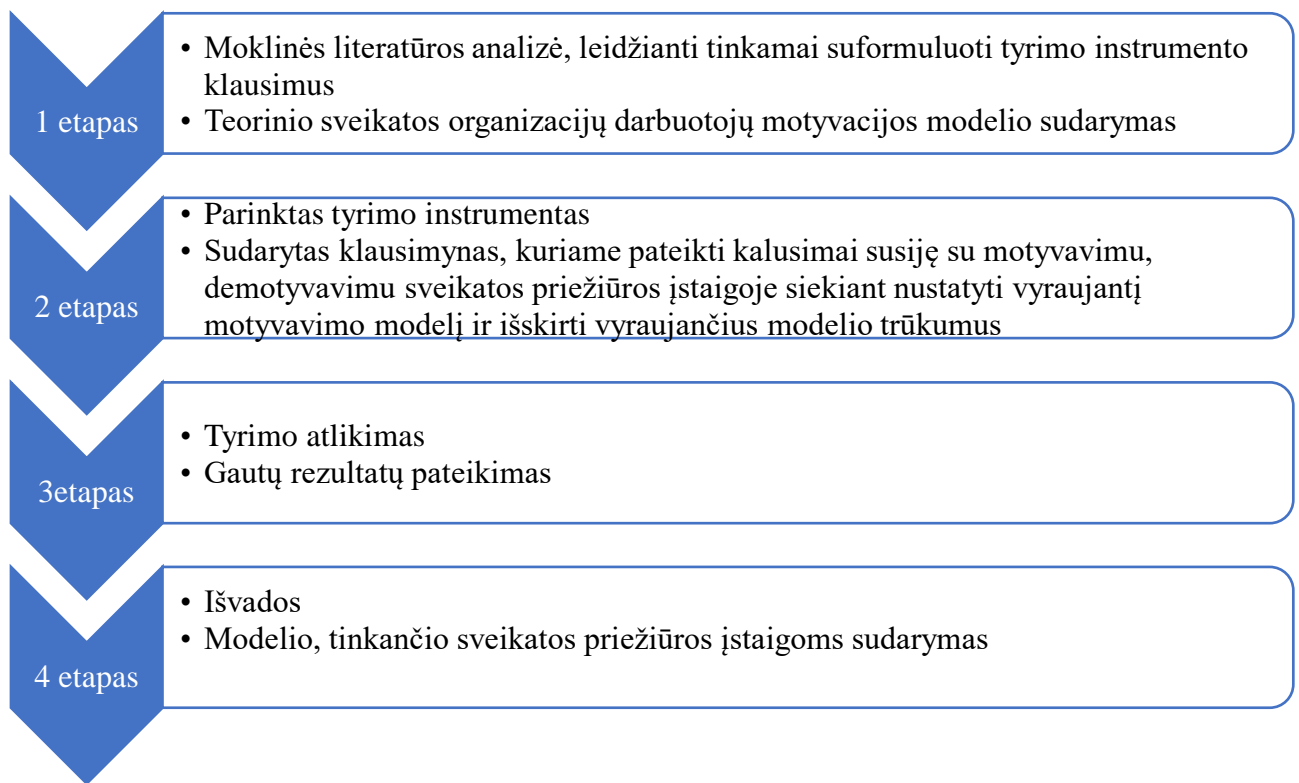 1 etapas
• Moklinės literatūros analizė, leidžianti tinkamai suformuluoti tyrimo instrumento
klausimus
• Teorinio sveikatos organizacijų darbuotojų motyvacijos modelio sudarymas
2 etapas
• Parinktas tyrimo instrumentas
• Sudarytas klausimynas, kuriame pateikti kalusimai susiję su motyvavimu,
demotyvavimu sveikatos priežiūros įstaigoje siekiant nustatyti vyraujantį
motyvavimo modelį ir išskirti vyraujančius modelio trūkumus
3etapas
• Tyrimo atlikimas
• Gautų rezultatų pateikimas
4 etapas
• Išvados
• Modelio, tinkančio sveikatos priežiūros įstaigoms sudarymas